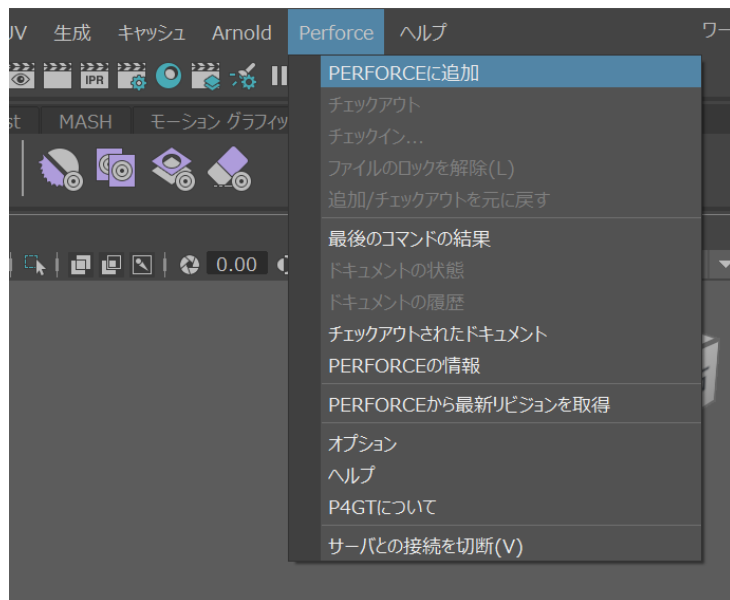 UV 生成 キャッシュ Arnold Perforce ヘルプ
IPR
MASH モーション グラフィッ
0.00
PERFORCEに追加
チェックアウト
チェックイン...
ファイルのロックを解除(L)
追加/チェックアウトを元に戻す
最後のコマンドの結果
ドキュメントの状態
ドキュメントの履歴
チェックアウトされたドキュメント
PERFORCEの情報
PERFORCEから最新リビジョンを取得
オプション
ヘルプ
P4GTについて
サーバとの接続を切断(V)